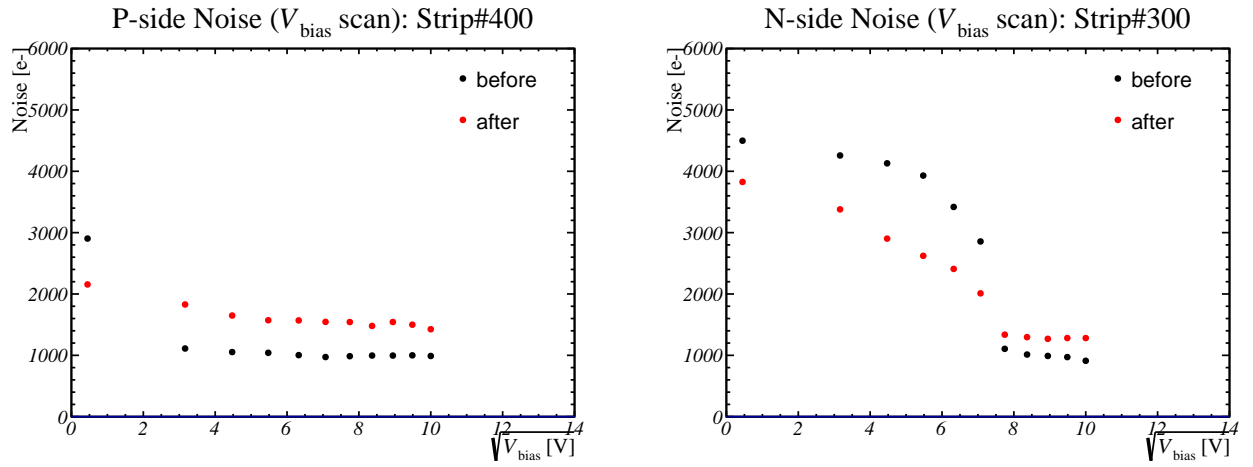 P-side Noise (V_bias scan): Strip#400
Noise [e-]
6000
5000
4000
3000
2000
1000
0
before
after
0 2 4 6 8 10 12 14
√V_bias [V]
N-side Noise (V_bias scan): Strip#300
Noise [e-]
6000
5000
4000
3000
2000
1000
0
before
after
0 2 4 6 8 10 12 14
√V_bias [V]